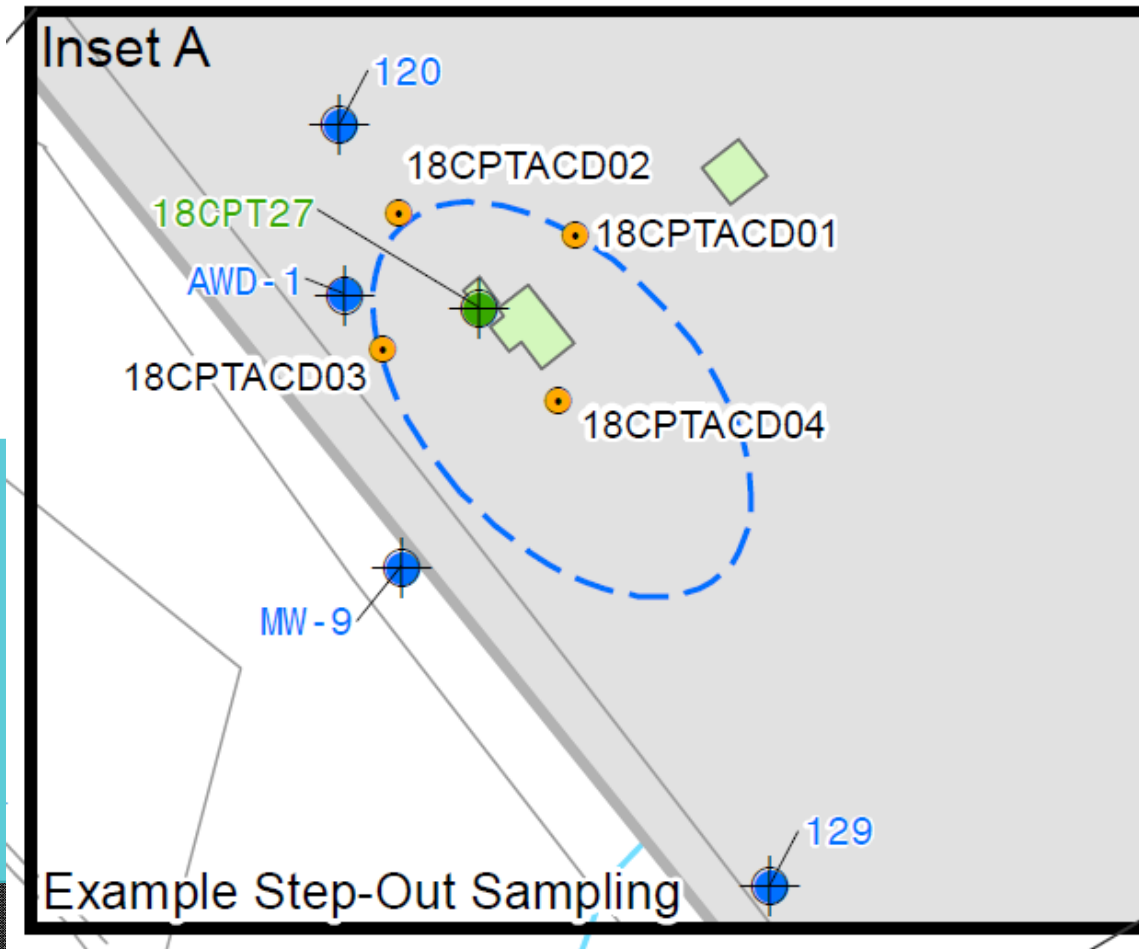 Inset A
120
18CPTACD02
18CPT27
18CPTACD01
AWD-1
18CPTACD03
18CPTACD04
MW-9
129
Example Step-Out Sampling